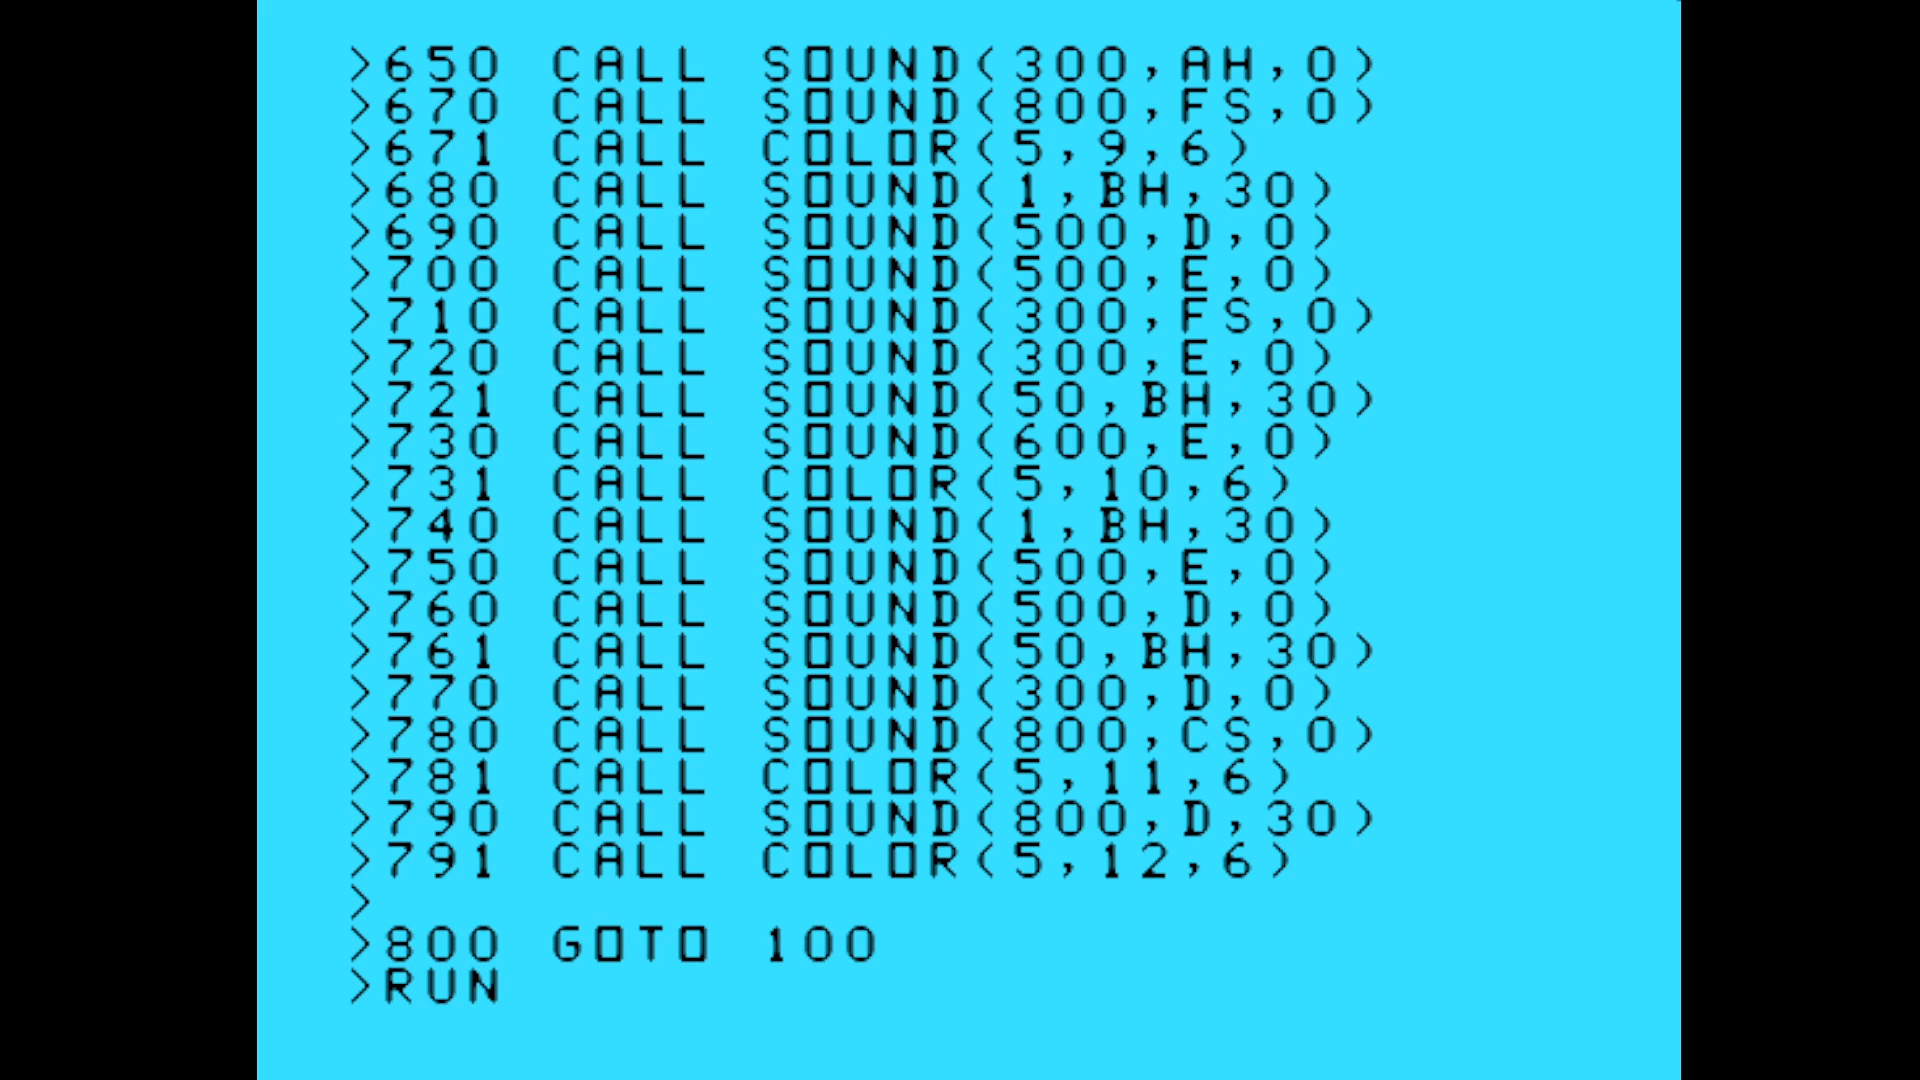 >650 CALL SOUND(300,AH,0)
>670 CALL SOUND(800,FS,0)
>671 CALL COLOR(5,9,6)
>680 CALL SOUND(1,BH,30)
>690 CALL SOUND(500,D,0)
>700 CALL SOUND(500,E,0)
>710 CALL SOUND(300,FS,0)
>720 CALL SOUND(300,E,0)
>721 CALL SOUND(50,BH,30)
>730 CALL SOUND(600,E,0)
>731 CALL COLOR(5,10,6)
>740 CALL SOUND(1,BH,30)
>750 CALL SOUND(500,E,0)
>760 CALL SOUND(500,D,0)
>761 CALL SOUND(50,BH,30)
>770 CALL SOUND(300,D,0)
>780 CALL SOUND(800,CS,0)
>781 CALL COLOR(5,11,6)
>790 CALL SOUND(800,D,30)
>791 CALL COLOR(5,12,6)
>
>800 GOTO 100
>RUN